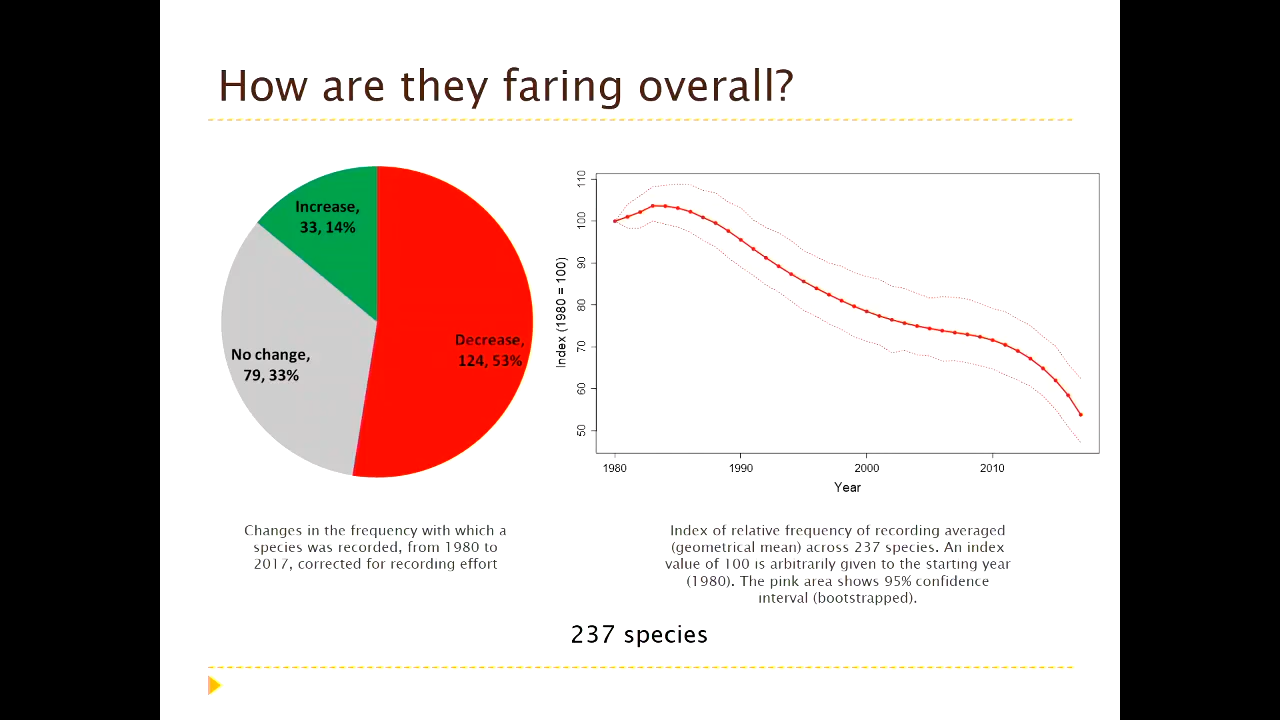 How are they faring overall?
Increase,
33, 14%
No change,
79, 33%
Decrease,
124, 53%
Index (1980 = 100)
110
100
90
80
70
60
50
1980
1990
2000
2010
Year
Changes in the frequency with which a
species was recorded, from 1980 to
2017, corrected for recording effort
Index of relative frequency of recording averaged
(geometrical mean) across 237 species. An index
value of 100 is arbitrarily given to the starting year
(1980). The pink area shows 95% confidence
interval (bootstrapped).
237 species